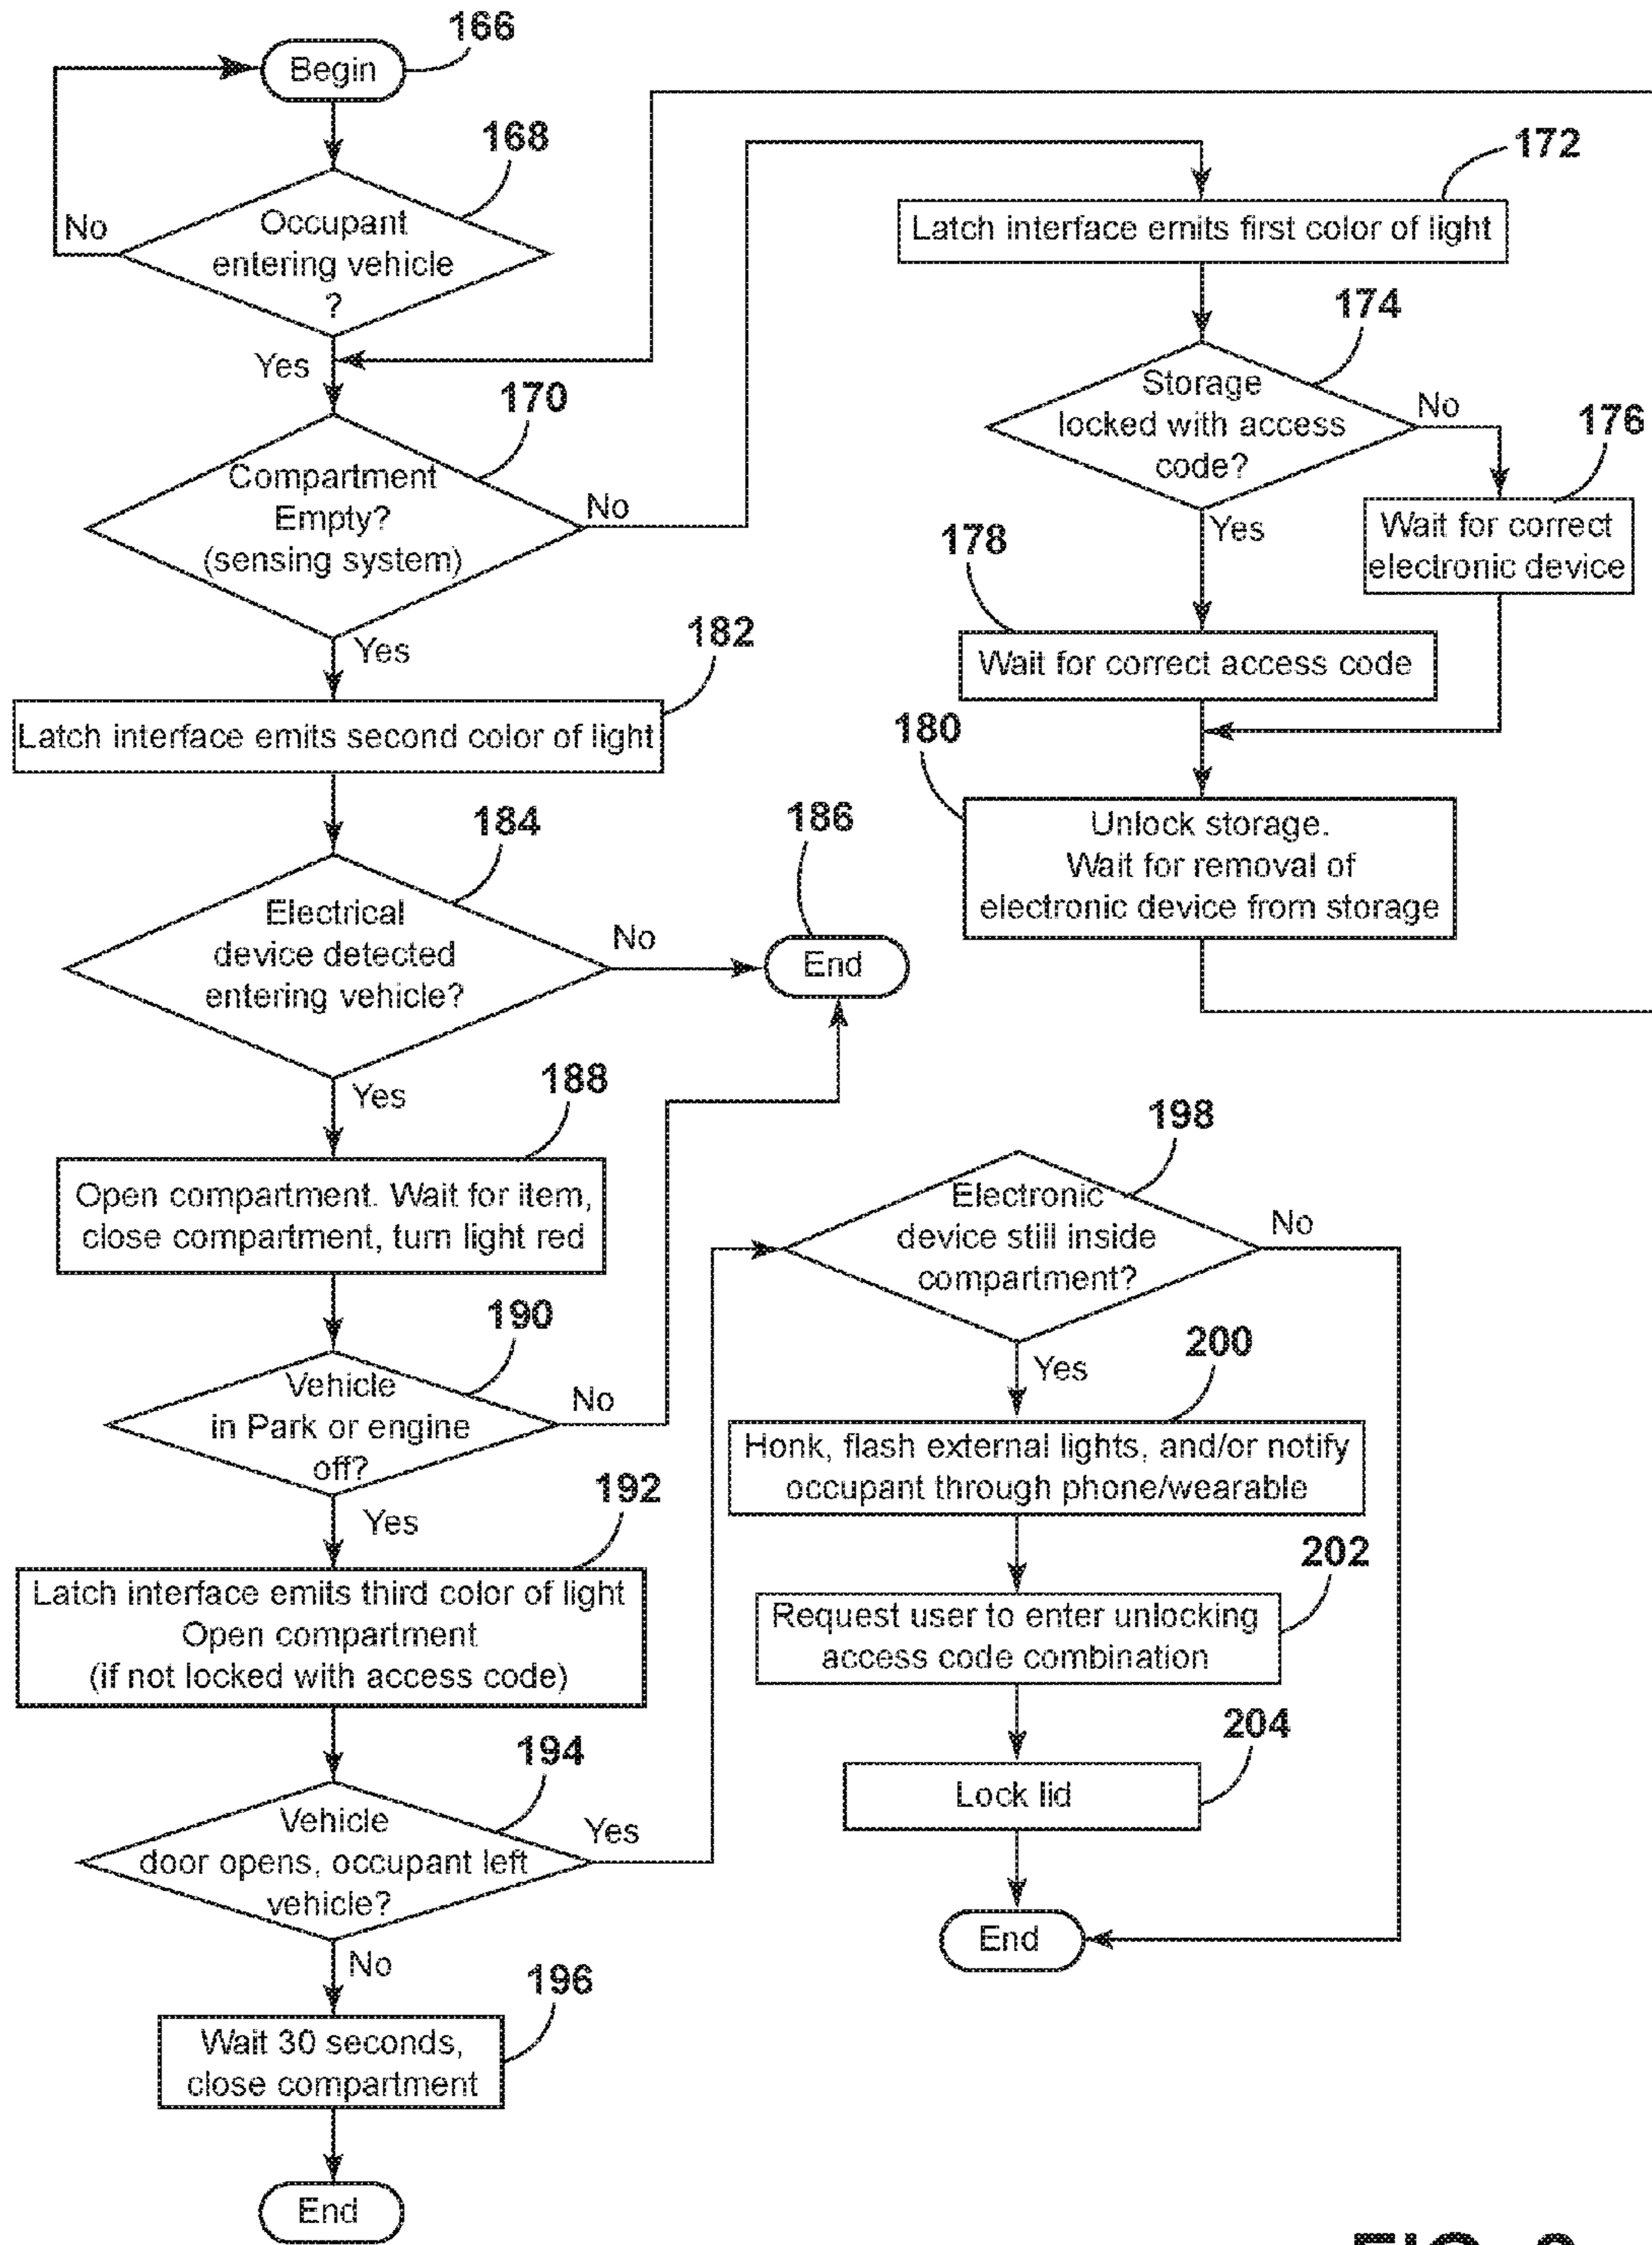 166
Begin
168
Occupant
entering vehicle
?
No
Yes
170
Compartment
Empty?
(sensing system)
No
Yes
172
Latch interface emits first color of light
174
Storage
locked with access
code?
No
Yes
176
Wait for correct
electronic device
178
Wait for correct access code
180
Unlock storage.
Wait for removal of
electronic device from storage
182
Latch interface emits second color of light
184
Electrical
device detected
entering vehicle?
No
Yes
186
End
188
Open compartment. Wait for item,
close compartment, turn light red
190
Vehicle
in Park or engine
off?
No
Yes
192
Latch interface emits third color of light
Open compartment
(if not locked with access code)
194
Vehicle
door opens, occupant left
vehicle?
Yes
No
196
Wait 30 seconds,
close compartment
End
198
Electronic
device still inside
compartment?
No
Yes
200
Honk, flash external lights, and/or notify
occupant through phone/wearable
202
Request user to enter unlocking
access code combination
204
Lock lid
End
FIG.